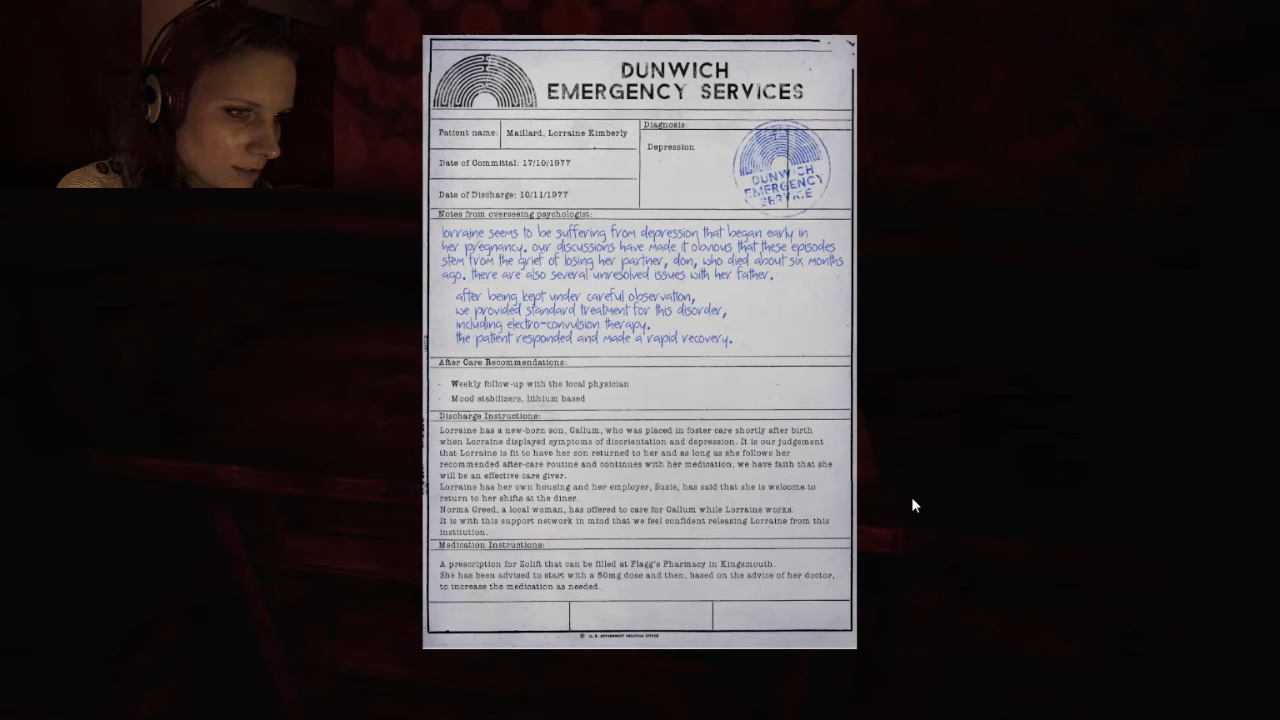 DUNWICH
EMERGENCY SERVICES
Patient name:
Maillard, Lorraine Kimberly
Date of Committal: 17/10/1977
Date of Discharge: 10/11/1977
Diagnosis:
Depression
DUNWICH
EMERGENCY
SERVICE
Notes from overseeing psychologist:
lorraine seems to be suffering from depression that began early in
her pregnancy. our discussions have made it obvious that these episodes
stem from the grief of losing her partner, don, who died about six months
ago. there are also several unresolved issues with her father.
after being kept under careful observation,
we provided standard treatment for this disorder,
including electro-convulsion therapy.
the patient responded and made a rapid recovery.
After Care Recommendations:
- Weekly follow-up with the local physician
- Mood stabilizers, lithium based
Discharge Instructions:
Lorraine has a new-born son, Callum, who was placed in foster care shortly after birth
when Lorraine displayed symptoms of disorientation and depression. It is our judgement
that Lorraine is fit to have her son returned to her and as long as she follows her
recommended after-care routine and continues with her medication, we have faith that she
will be an effective care giver.
Lorraine has her own housing and her employer, Susie, has said that she is welcome to
return to her shifts at the diner.
Norma Creed, a local woman, has offered to care for Callum while Lorraine works.
It is with this support network in mind that we feel confident releasing Lorraine from this
institution.
Medication Instructions:
A prescription for Zolift that can be filled at Flagg's Pharmacy in Kingsmouth.
She has been advised to start with a 50mg dose and then, based on the advice of her doctor,
to increase the medication as needed.
U. S. GOVERNMENT PRINTING OFFICE